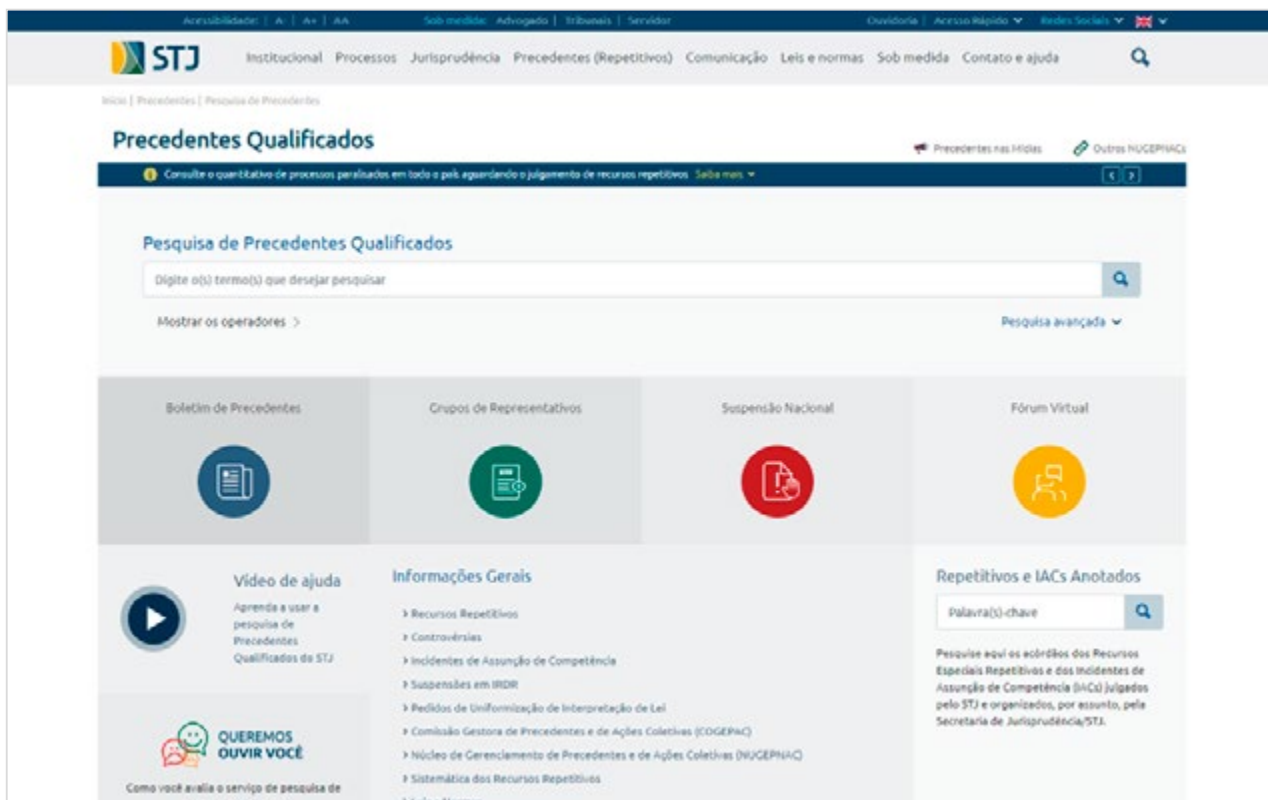 Acessibilidade: | A- | A+ | AA
Sob medida: Advogado | Tribunais | Servidor
Ouvidoria | Acesso Rápido
Redes Sociais
STJ
Institucional Processos Jurisprudência Precedentes (Repetitivos) Comunicação Leis e normas Sob medida Contato e ajuda
Início | Precedentes | Pesquisa de Precedentes
Precedentes Qualificados
Precedentes nas Mídias
Outros NUGEPNACs
Consulte o quantitativo de processos paralisados em todo o país aguardando o julgamento de recursos repetitivos Saiba mais
Pesquisa de Precedentes Qualificados
Digite o(s) termo(s) que desejar pesquisar
Mostrar os operadores >
Pesquisa avançada
Boletim de Precedentes
Grupos de Representativos
Suspensão Nacional
Fórum Virtual
Vídeo de ajuda
Aprenda a usar a
pesquisa de
Precedentes
Qualificados do STJ
QUEREMOS
OUVIR VOCÊ
Como você avalia o serviço de pesquisa de
Informações Gerais
> Recursos Repetitivos
> Controvérsias
> Incidentes de Assunção de Competência
> Suspensões em IRDR
> Pedidos de Uniformização de Interpretação de Lei
> Comissão Gestora de Precedentes e de Ações Coletivas (COGEPAC)
> Núcleo de Gerenciamento de Precedentes e de Ações Coletivas (NUGEPNAC)
> Sistemática dos Recursos Repetitivos
Repetitivos e IACs Anotados
Palavra(s)-chave
Pesquise aqui os acórdãos dos Recursos
Especiais Repetitivos e dos Incidentes de
Assunção de Competência (IACs) julgados
pelo STJ e organizados, por assunto, pela
Secretaria de Jurisprudência/STJ.